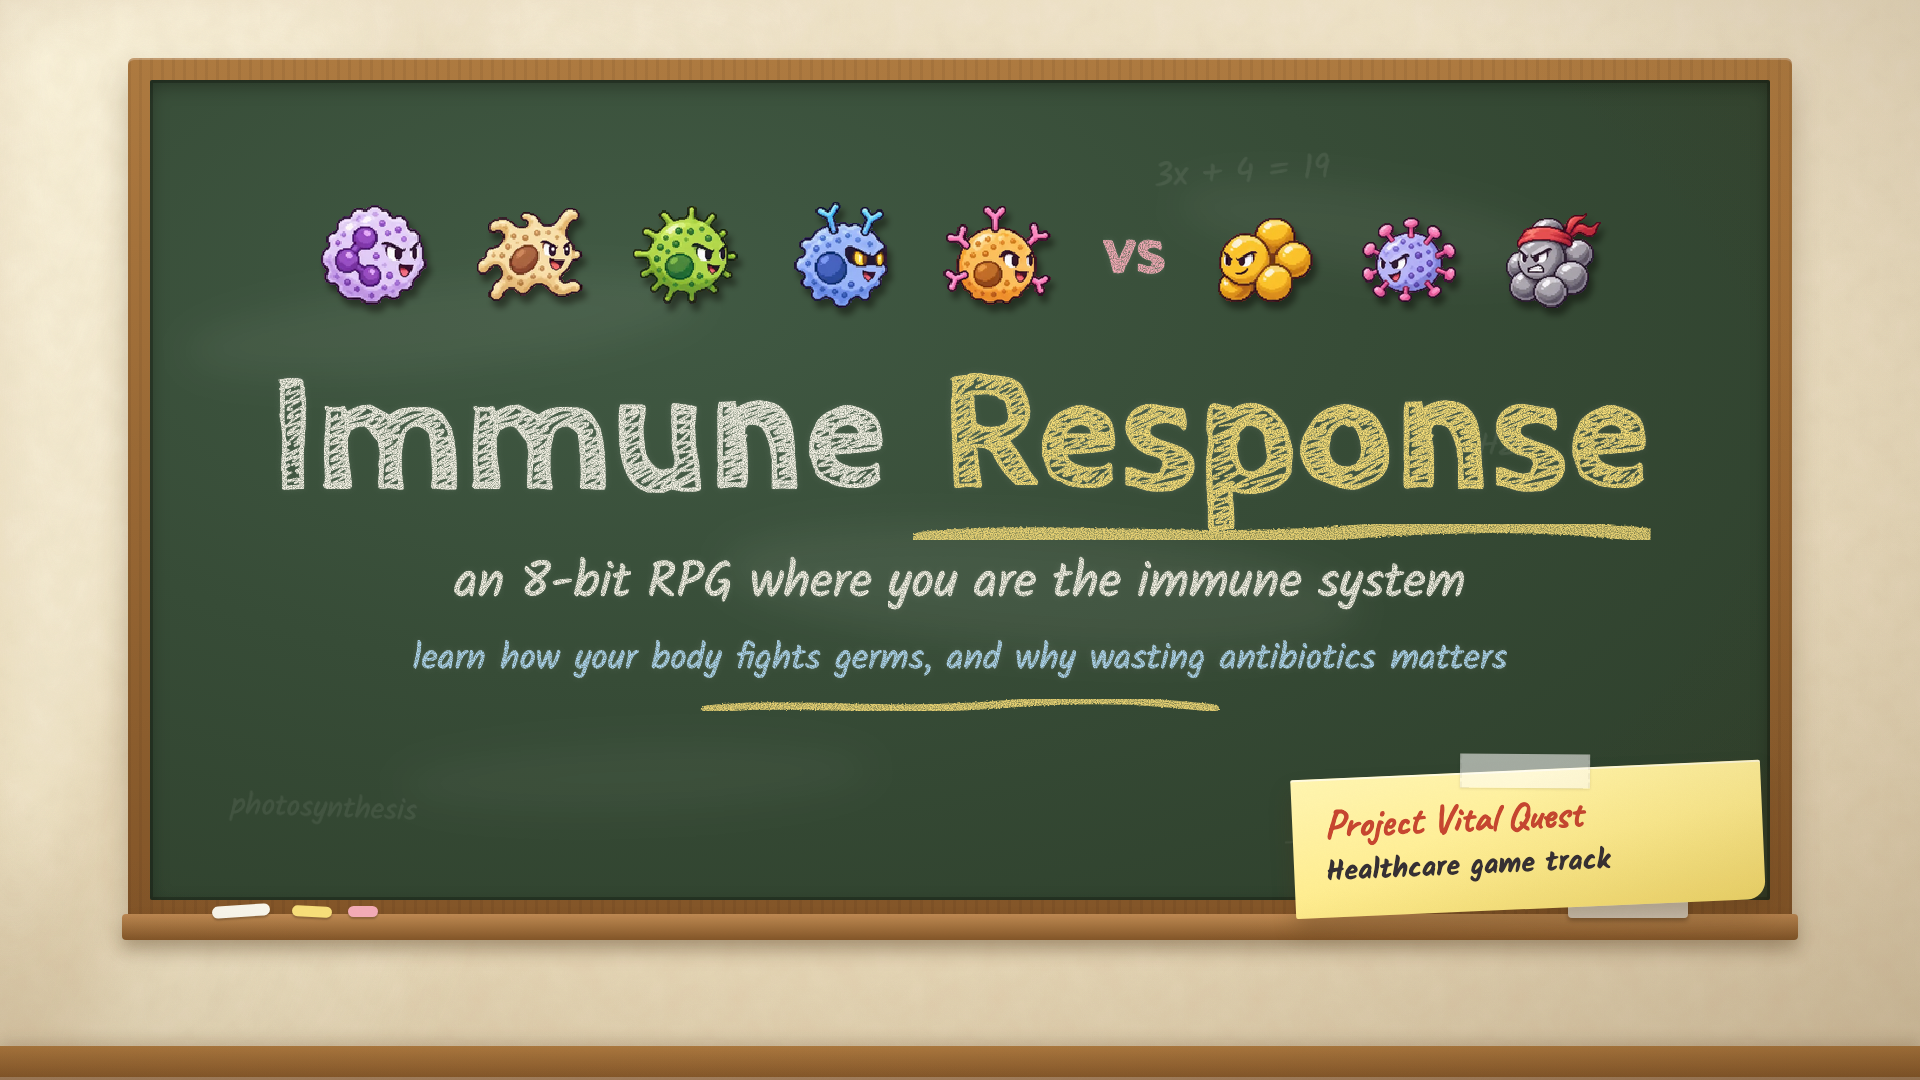 3x + 4 = 19
vs
Immune Response
an 8-bit RPG where you are the immune system
learn how your body fights germs, and why wasting antibiotics matters
photosynthesis
Project Vital Quest
Healthcare game track